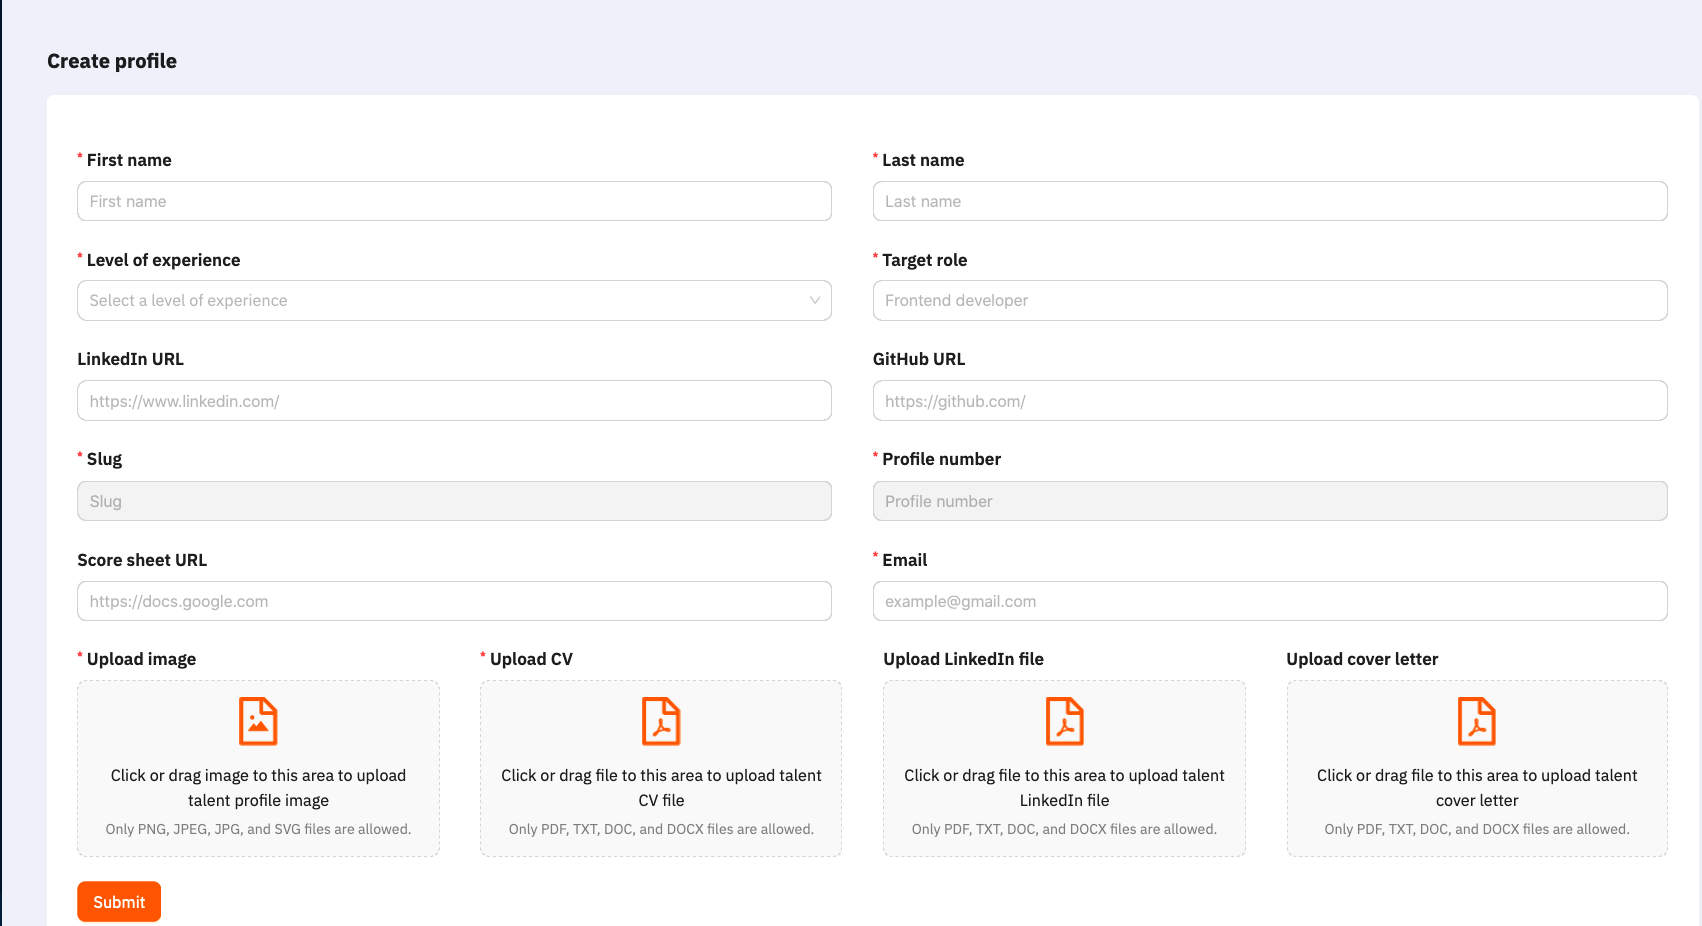 Create profile
* First name
* Last name
First name
Last name
* Level of experience
* Target role
Select a level of experience
Frontend developer
LinkedIn URL
GitHub URL
https://www.linkedin.com/
https://github.com/
* Slug
* Profile number
Slug
Profile number
Score sheet URL
* Email
https://docs.google.com
example@gmail.com
* Upload image
* Upload CV
Upload LinkedIn file
Upload cover letter
Click or drag image to this area to upload
talent profile image
Only PNG, JPEG, JPG, and SVG files are allowed.
Click or drag file to this area to upload talent
CV file
Only PDF, TXT, DOC, and DOCX files are allowed.
Click or drag file to this area to upload talent
LinkedIn file
Only PDF, TXT, DOC, and DOCX files are allowed.
Click or drag file to this area to upload talent
cover letter
Only PDF, TXT, DOC, and DOCX files are allowed.
Submit